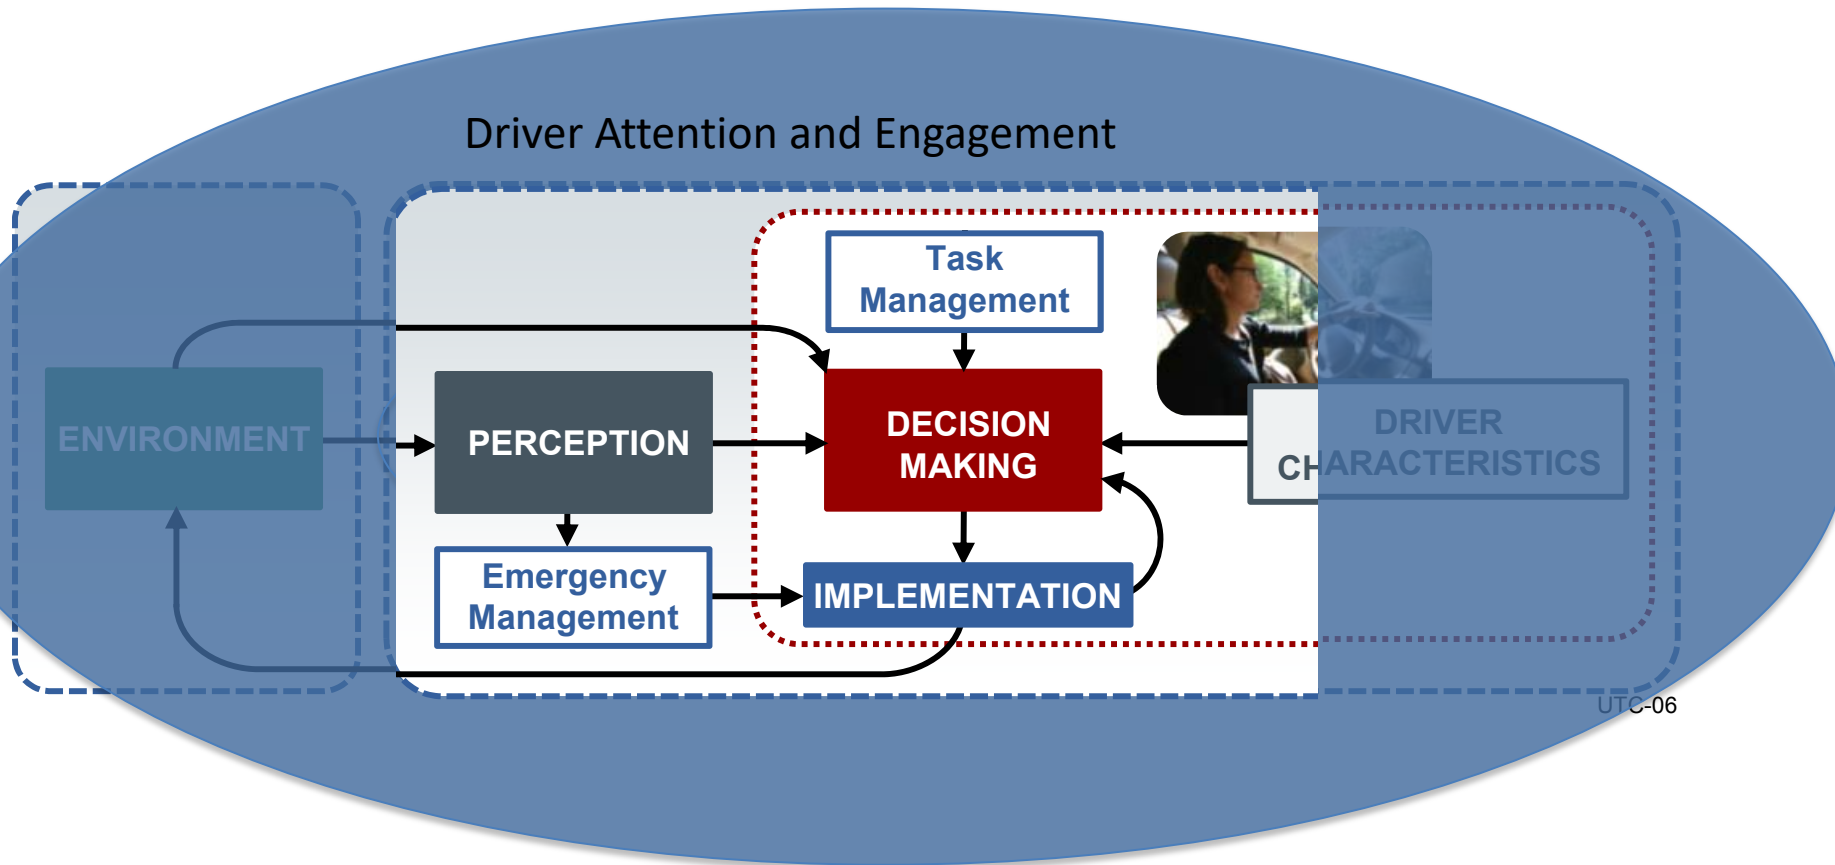 Driver Attention and Engagement
Task
Management
ENVIRONMENT
PERCEPTION
DECISION
MAKING
DRIVER
CHARACTERISTICS
Emergency
Management
IMPLEMENTATION
UTC-06